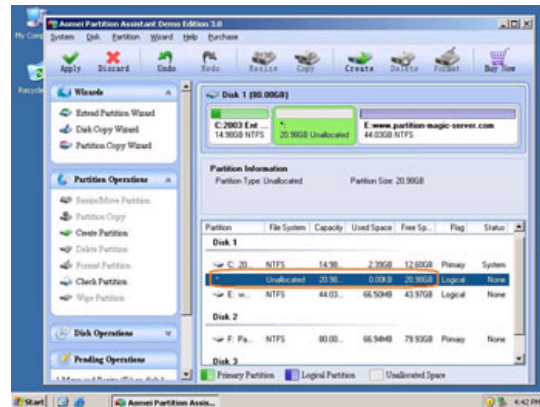 My Comp
Recycle
Aomei Partition Assistant Demo Edition 3.0
System Disk Partition Wizard Help Purchase
Apply Discard Undo Redo Resize Copy Create Delete Format Buy Now
Wizards
Extend Partition Wizard
Disk Copy Wizard
Partition Copy Wizard
Partition Operations
Resize/Move Partition
Partition Copy
Create Partition
Delete Partition
Format Partition
Check Partition
Wipe Partition
Disk Operations
Pending Operations
Disk 1 (80.00GB)
C:2003 Ent ...
14.98GB NTFS
*:
20.98GB Unallocated
E:www.partition-magic-server.com
44.03GB NTFS
Partition Information
Partition Type: Unallocated Partition Size: 20.98GB
Partition File System Capacity Used Space Free Sp... Flag Status
Disk 1
C: 20... NTFS 14.98... 2.39GB 12.60GB Primary System
*: Unallocated 20.98... 0.00KB 20.98GB Logical None
E: w... NTFS 44.03... 66.50MB 43.97GB Logical None
Disk 2
F: Pa... NTFS 80.00... 66.94MB 79.93GB Primary None
Disk 3
Primary Partition Logical Partition Unallocated Space
Start Aomei Partition Assis... 4:42 PM